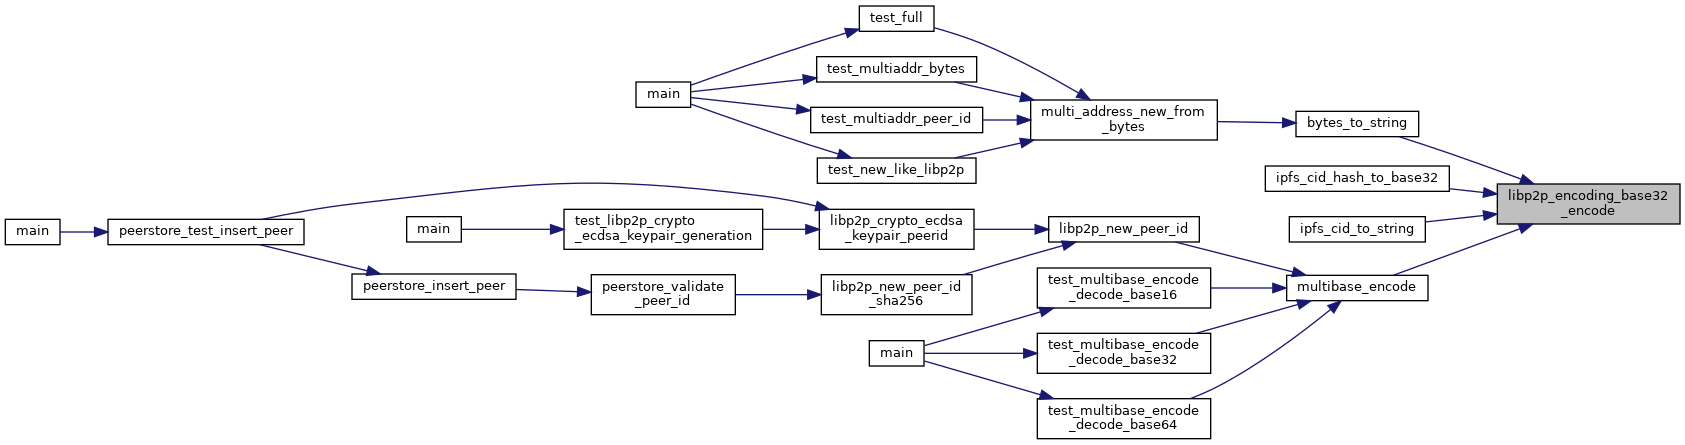 test_full
test_multiaddr_bytes
main
test_multiaddr_peer_id
multi_address_new_from
_bytes
bytes_to_string
test_new_like_libp2p
ipfs_cid_hash_to_base32
libp2p_encoding_base32
_encode
main
peerstore_test_insert_peer
main
test_libp2p_crypto
_ecdsa_keypair_generation
libp2p_crypto_ecdsa
_keypair_peerid
libp2p_new_peer_id
ipfs_cid_to_string
peerstore_insert_peer
peerstore_validate
_peer_id
libp2p_new_peer_id
_sha256
test_multibase_encode
_decode_base16
multibase_encode
main
test_multibase_encode
_decode_base32
test_multibase_encode
_decode_base64